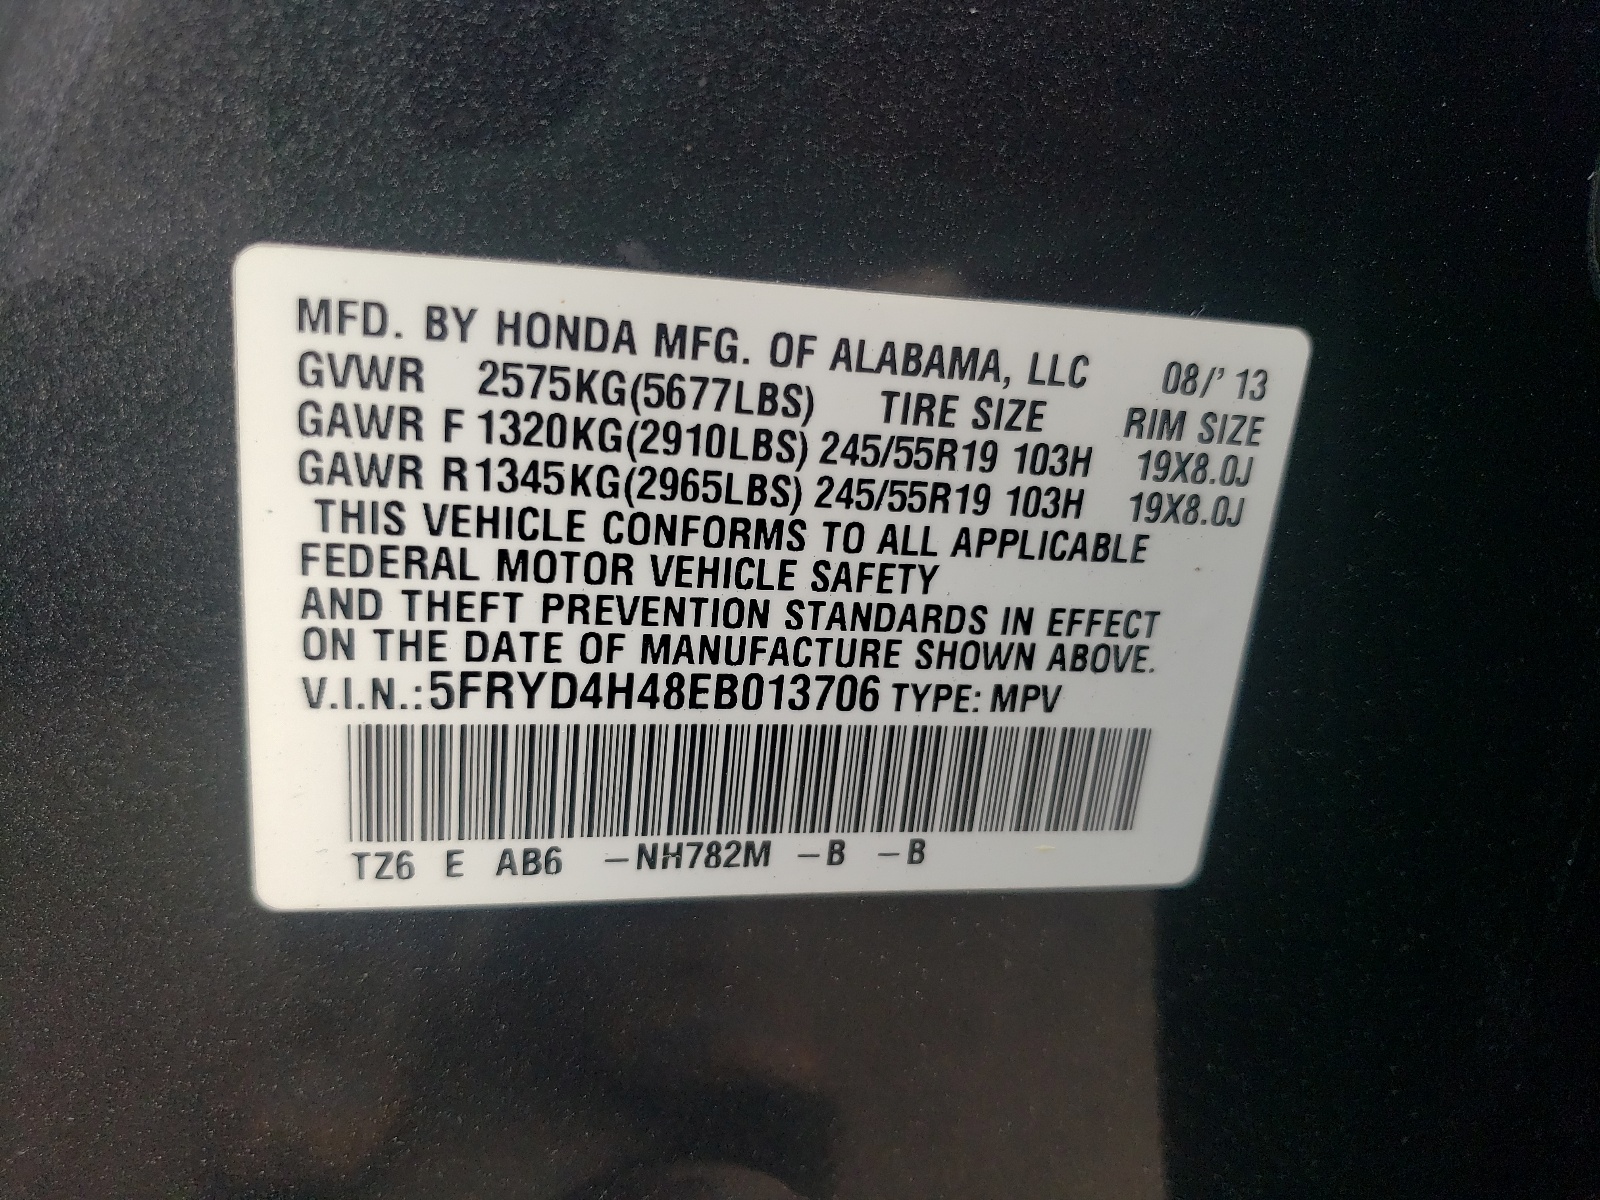 MFD. BY HONDA MFG. OF ALABAMA, LLC 08/' 13
GVWR 2575KG(5677LBS) TIRE SIZE RIM SIZE
GAWR F 1320KG(2910LBS) 245/55R19 103H 19X8.0J
GAWR R 1345KG(2965LBS) 245/55R19 103H 19X8.0J
THIS VEHICLE CONFORMS TO ALL APPLICABLE
FEDERAL MOTOR VEHICLE SAFETY
AND THEFT PREVENTION STANDARDS IN EFFECT
ON THE DATE OF MANUFACTURE SHOWN ABOVE.
V.I.N.:5FRYD4H48EB013706 TYPE: MPV
TZ6 E AB6 –NH782M –B –B